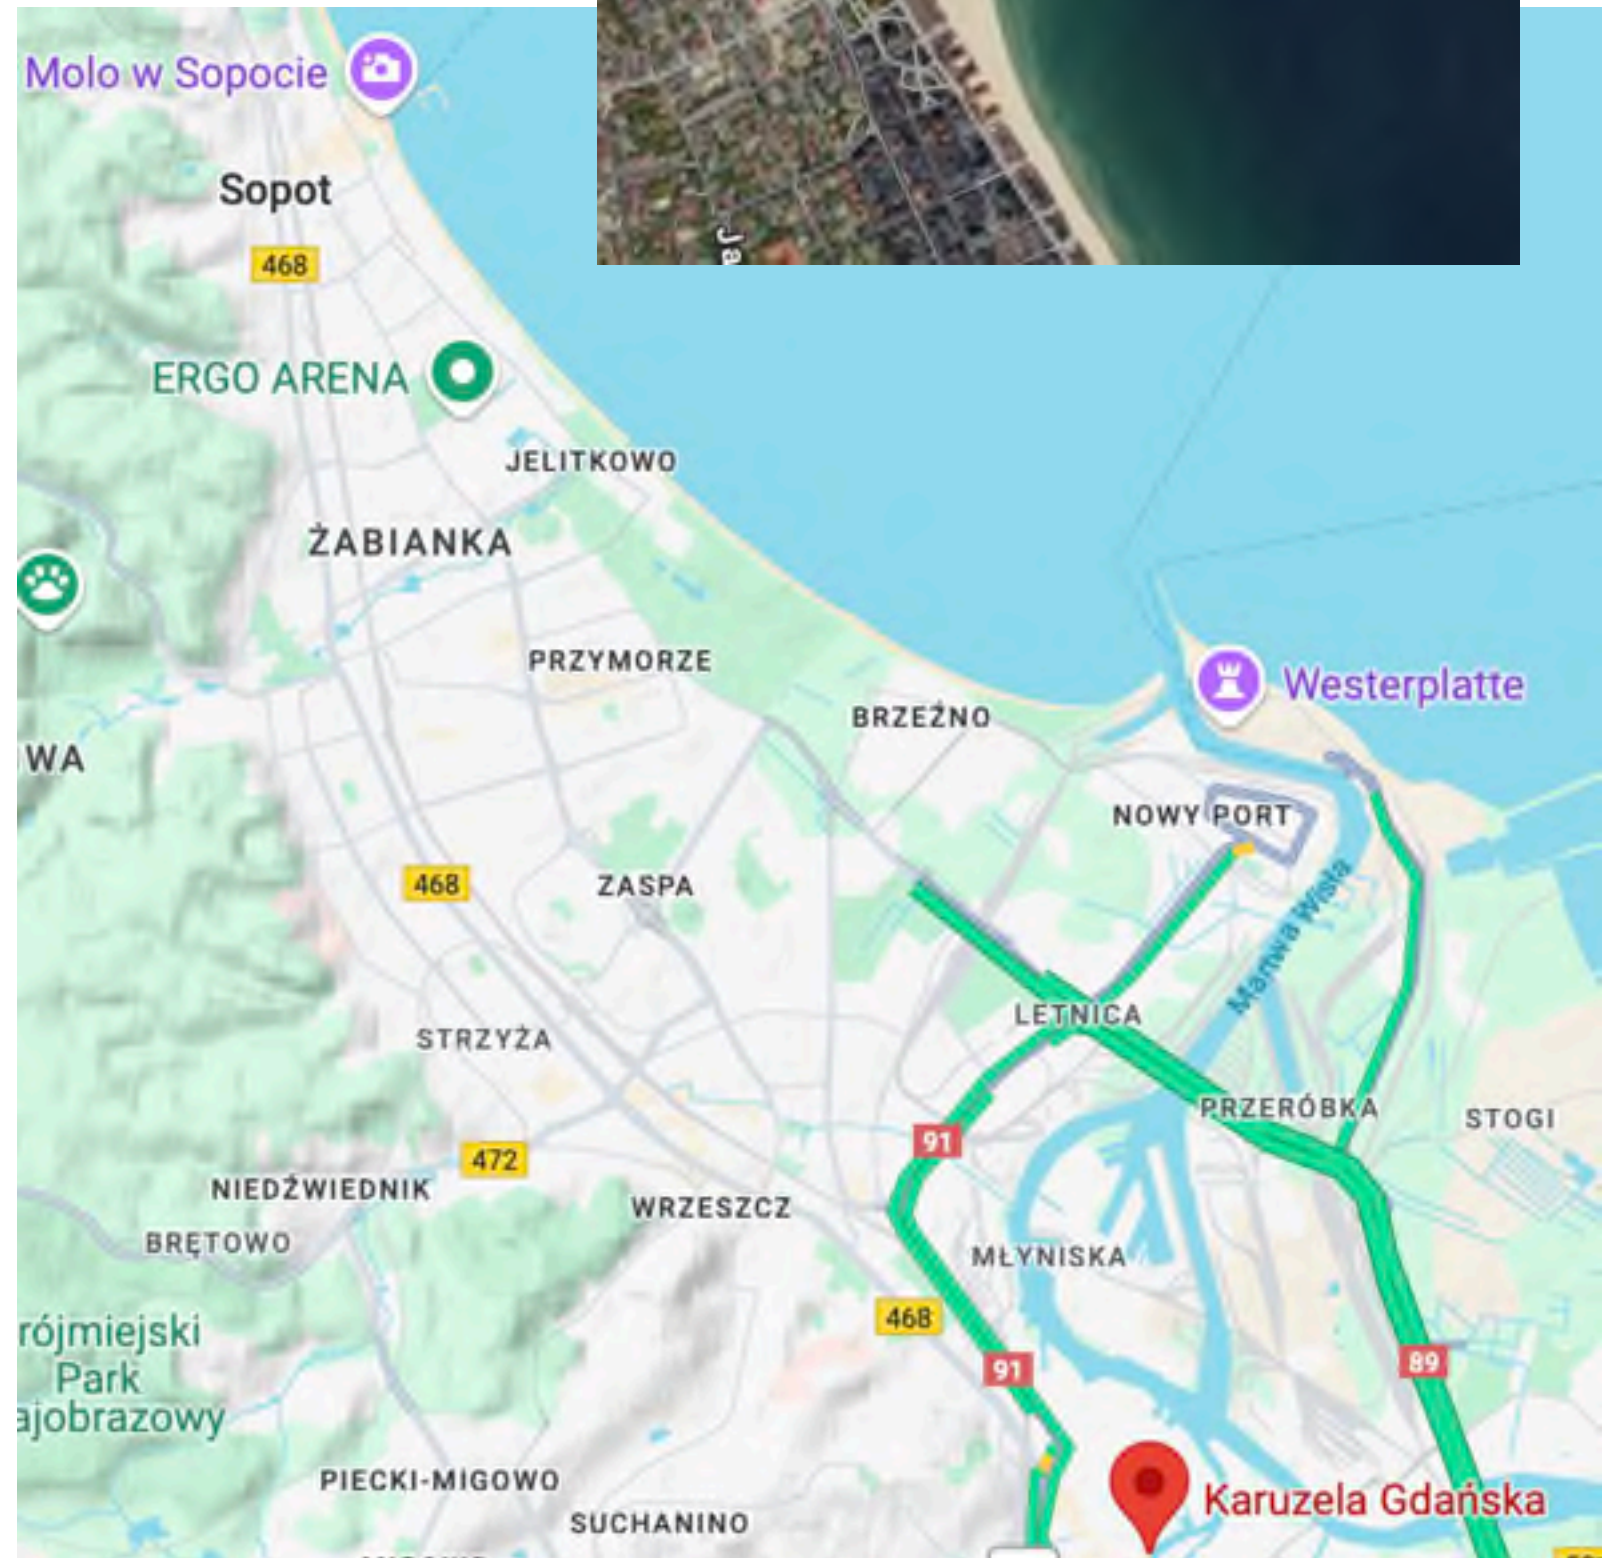 Molo w Sopocie
Ja
Sopot
468
ERGO ARENA
JELITKOWO
ŻABIANKA
PRZYMORZE
Westerplatte
BRZEŹNO
WA
NOWY PORT
468
ZASPA
Martwa Wisła
LETNICA
STRZYŻA
PRZERÓBKA
STOGI
91
472
NIEDŹWIEDNIK
WRZESZCZ
BRĘTOWO
MŁYNISKA
468
rójmiejski
Park
ajobrazowy
91
89
PIECKI-MIGOWO
Karuzela Gdańska
SUCHANINO